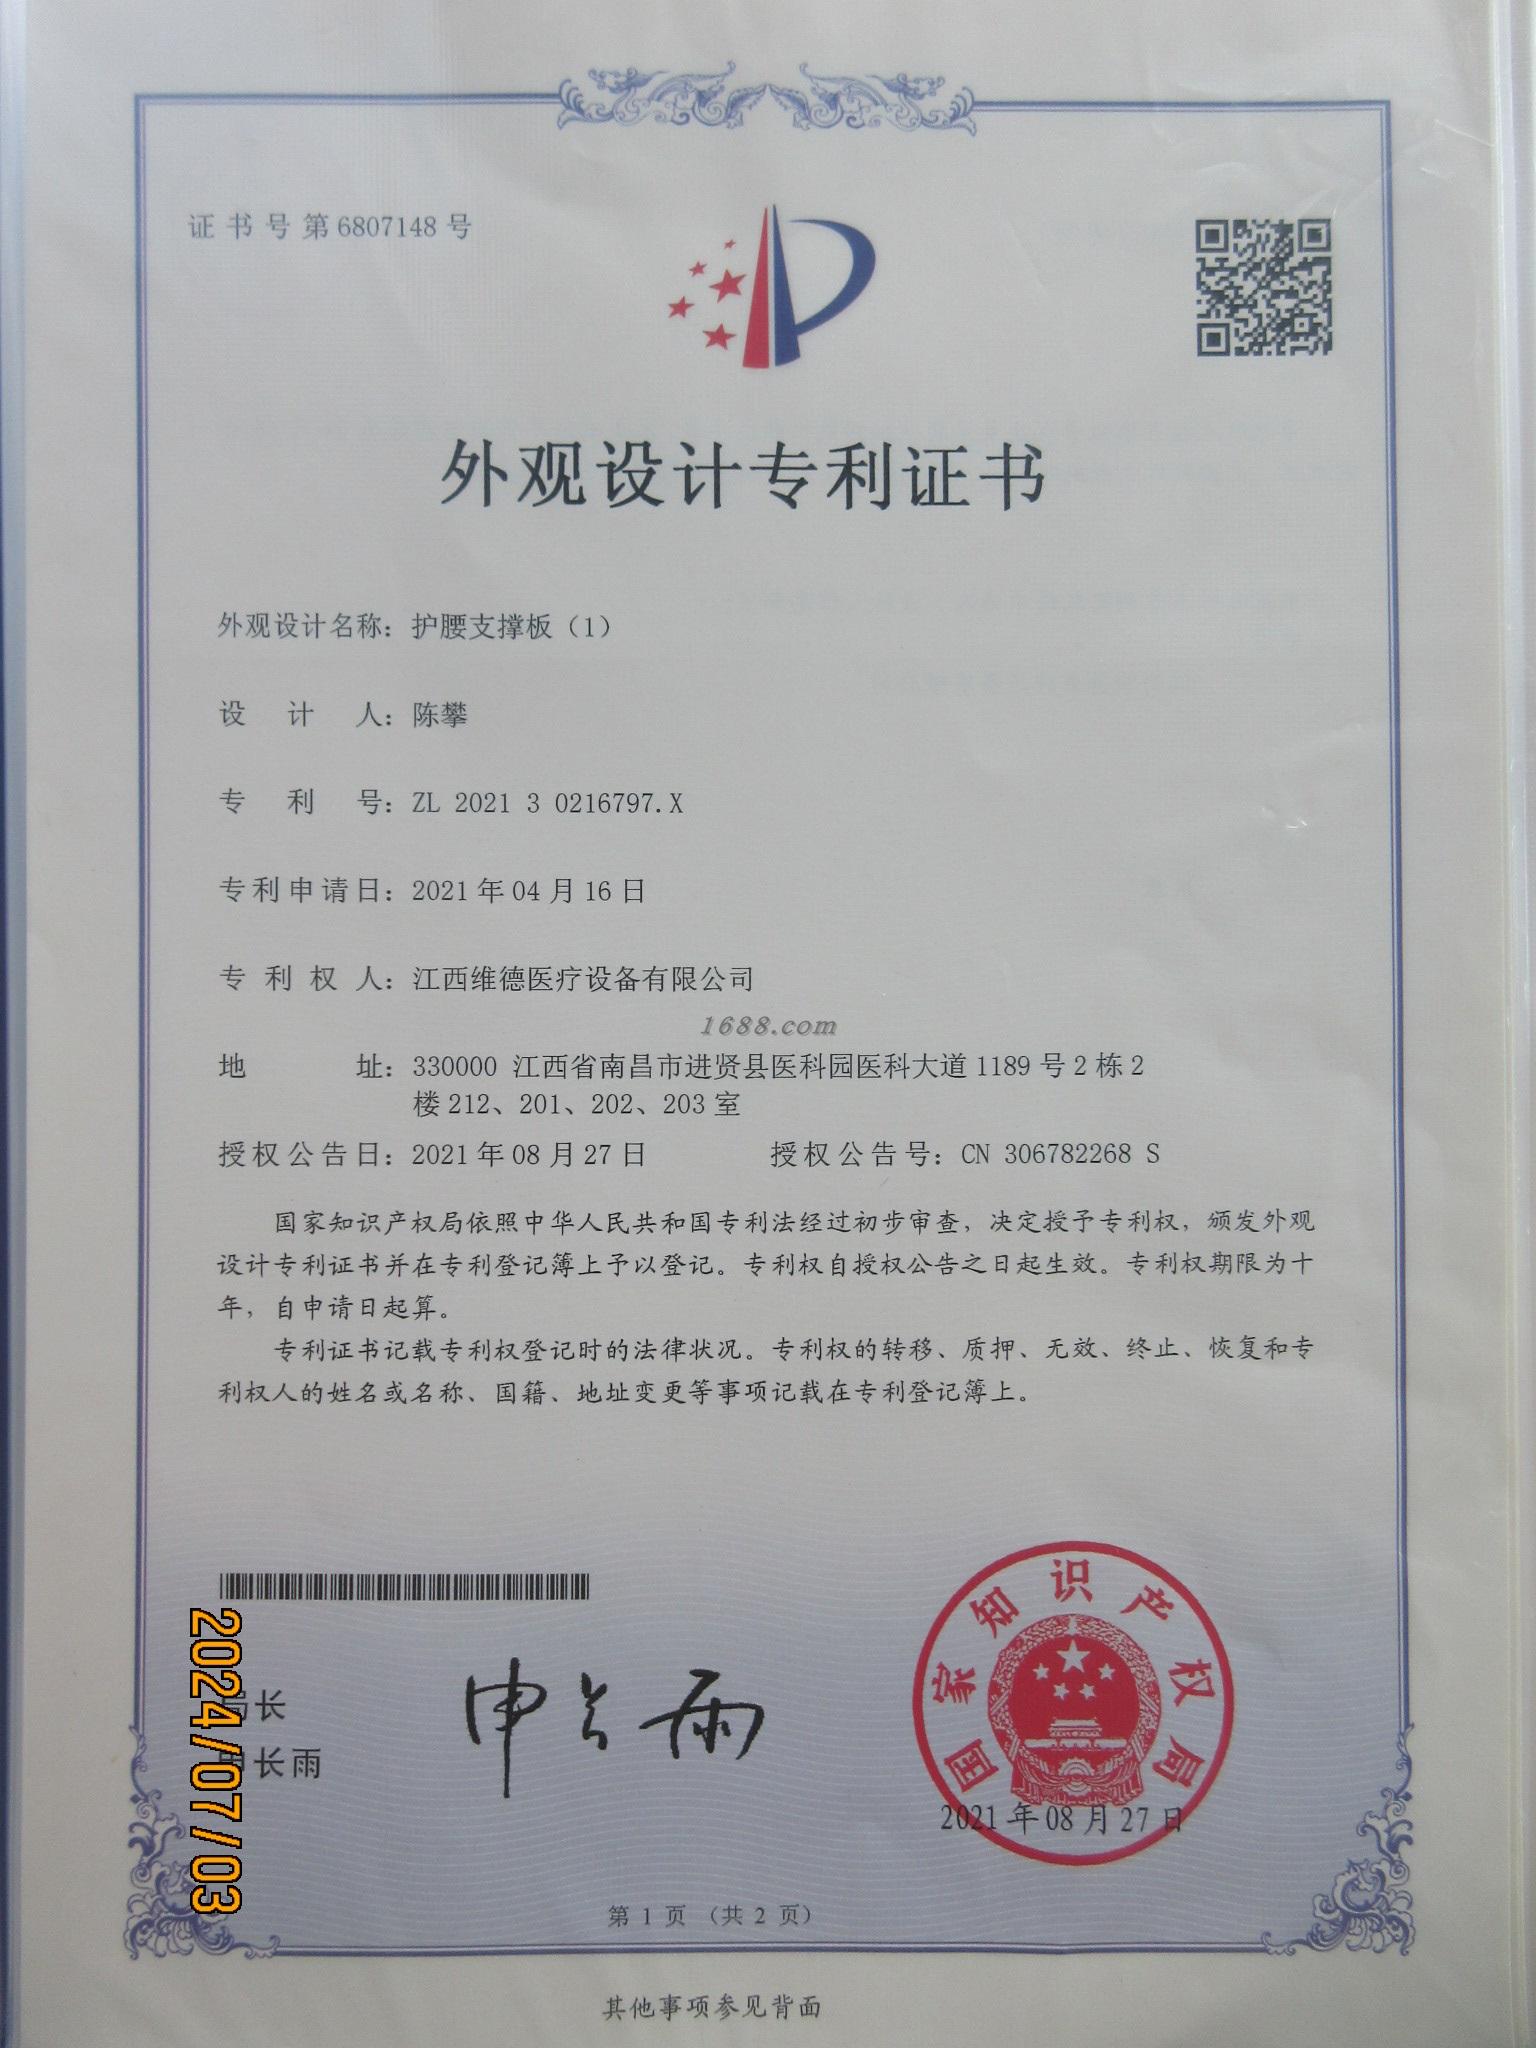 证书号第6807148号
外观设计专利证书
外观设计名称：护腰支撑板（1）
设计人：陈攀
专利号：ZL 2021 3 0216797.X
专利申请日：2021年04月16日
专利权人：江西维德医疗设备有限公司
1688.com
地址：330000 江西省南昌市进贤县医科园医科大道1189号2栋2
楼212、201、202、203室
授权公告日：2021年08月27日 授权公告号：CN 306782268 S
国家知识产权局依照中华人民共和国专利法经过初步审查，决定授予专利权，颁发外观
设计专利证书并在专利登记簿上予以登记。专利权自授权公告之日起生效。专利权期限为十
年，自申请日起算。
专利证书记载专利权登记时的法律状况。专利权的转移、质押、无效、终止、恢复和专
利权人的姓名或名称、国籍、地址变更等事项记载在专利登记簿上。
局长
申长雨
申长雨
国家知识产权局
2021年08月27日
2024/07/03
第 1 页 （共 2 页）
其他事项参见背面